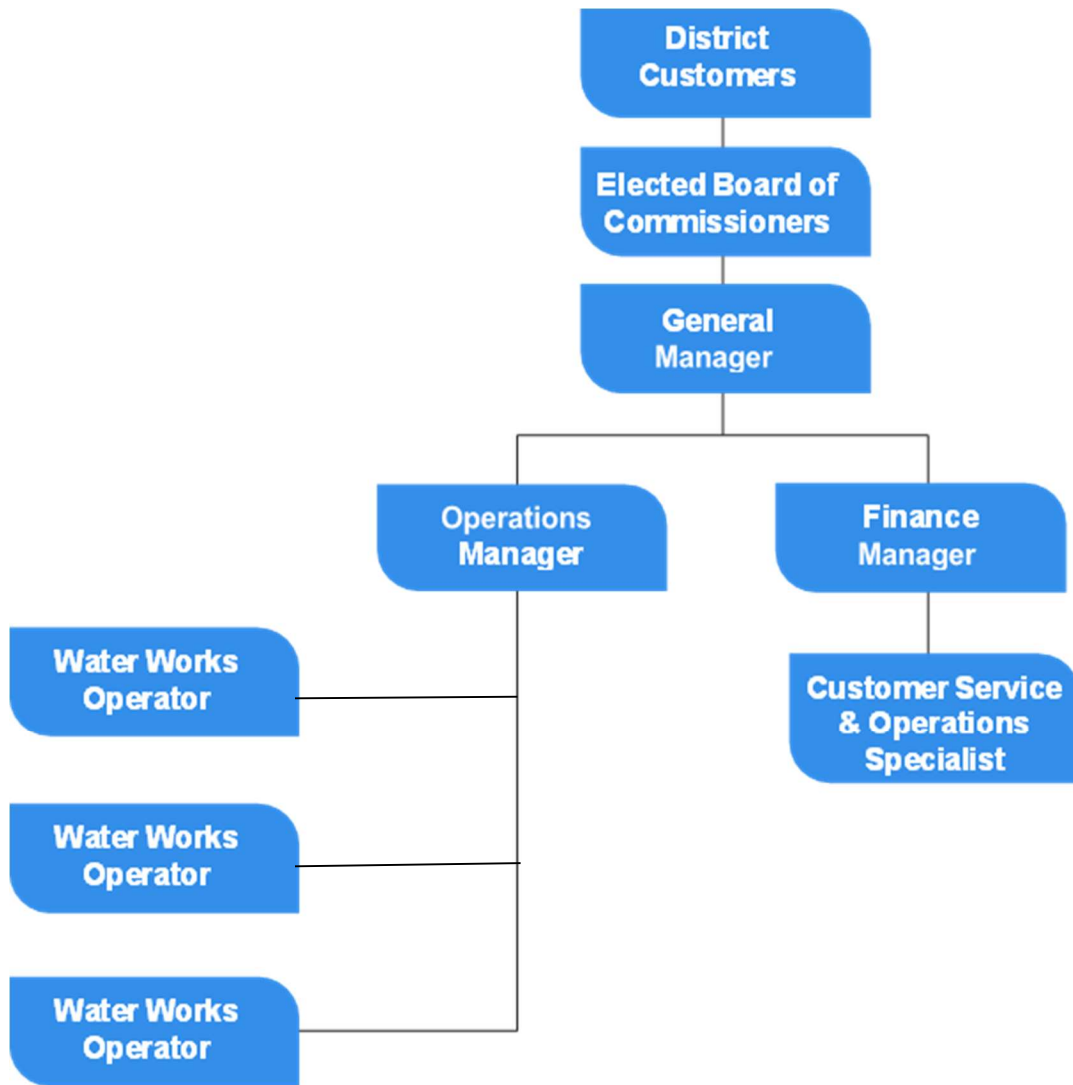 District
Customers
Elected Board of
Commissioners
General
Manager
Operations
Manager
Finance
Manager
Water Works
Operator
Customer Service
& Operations
Specialist
Water Works
Operator
Water Works
Operator